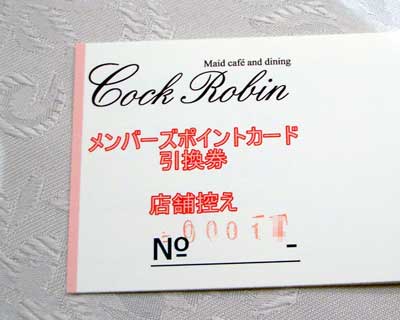 Maid café and dining
Cock Robin
メンバーズポイントカード
引換券
店舗控え
Nº -